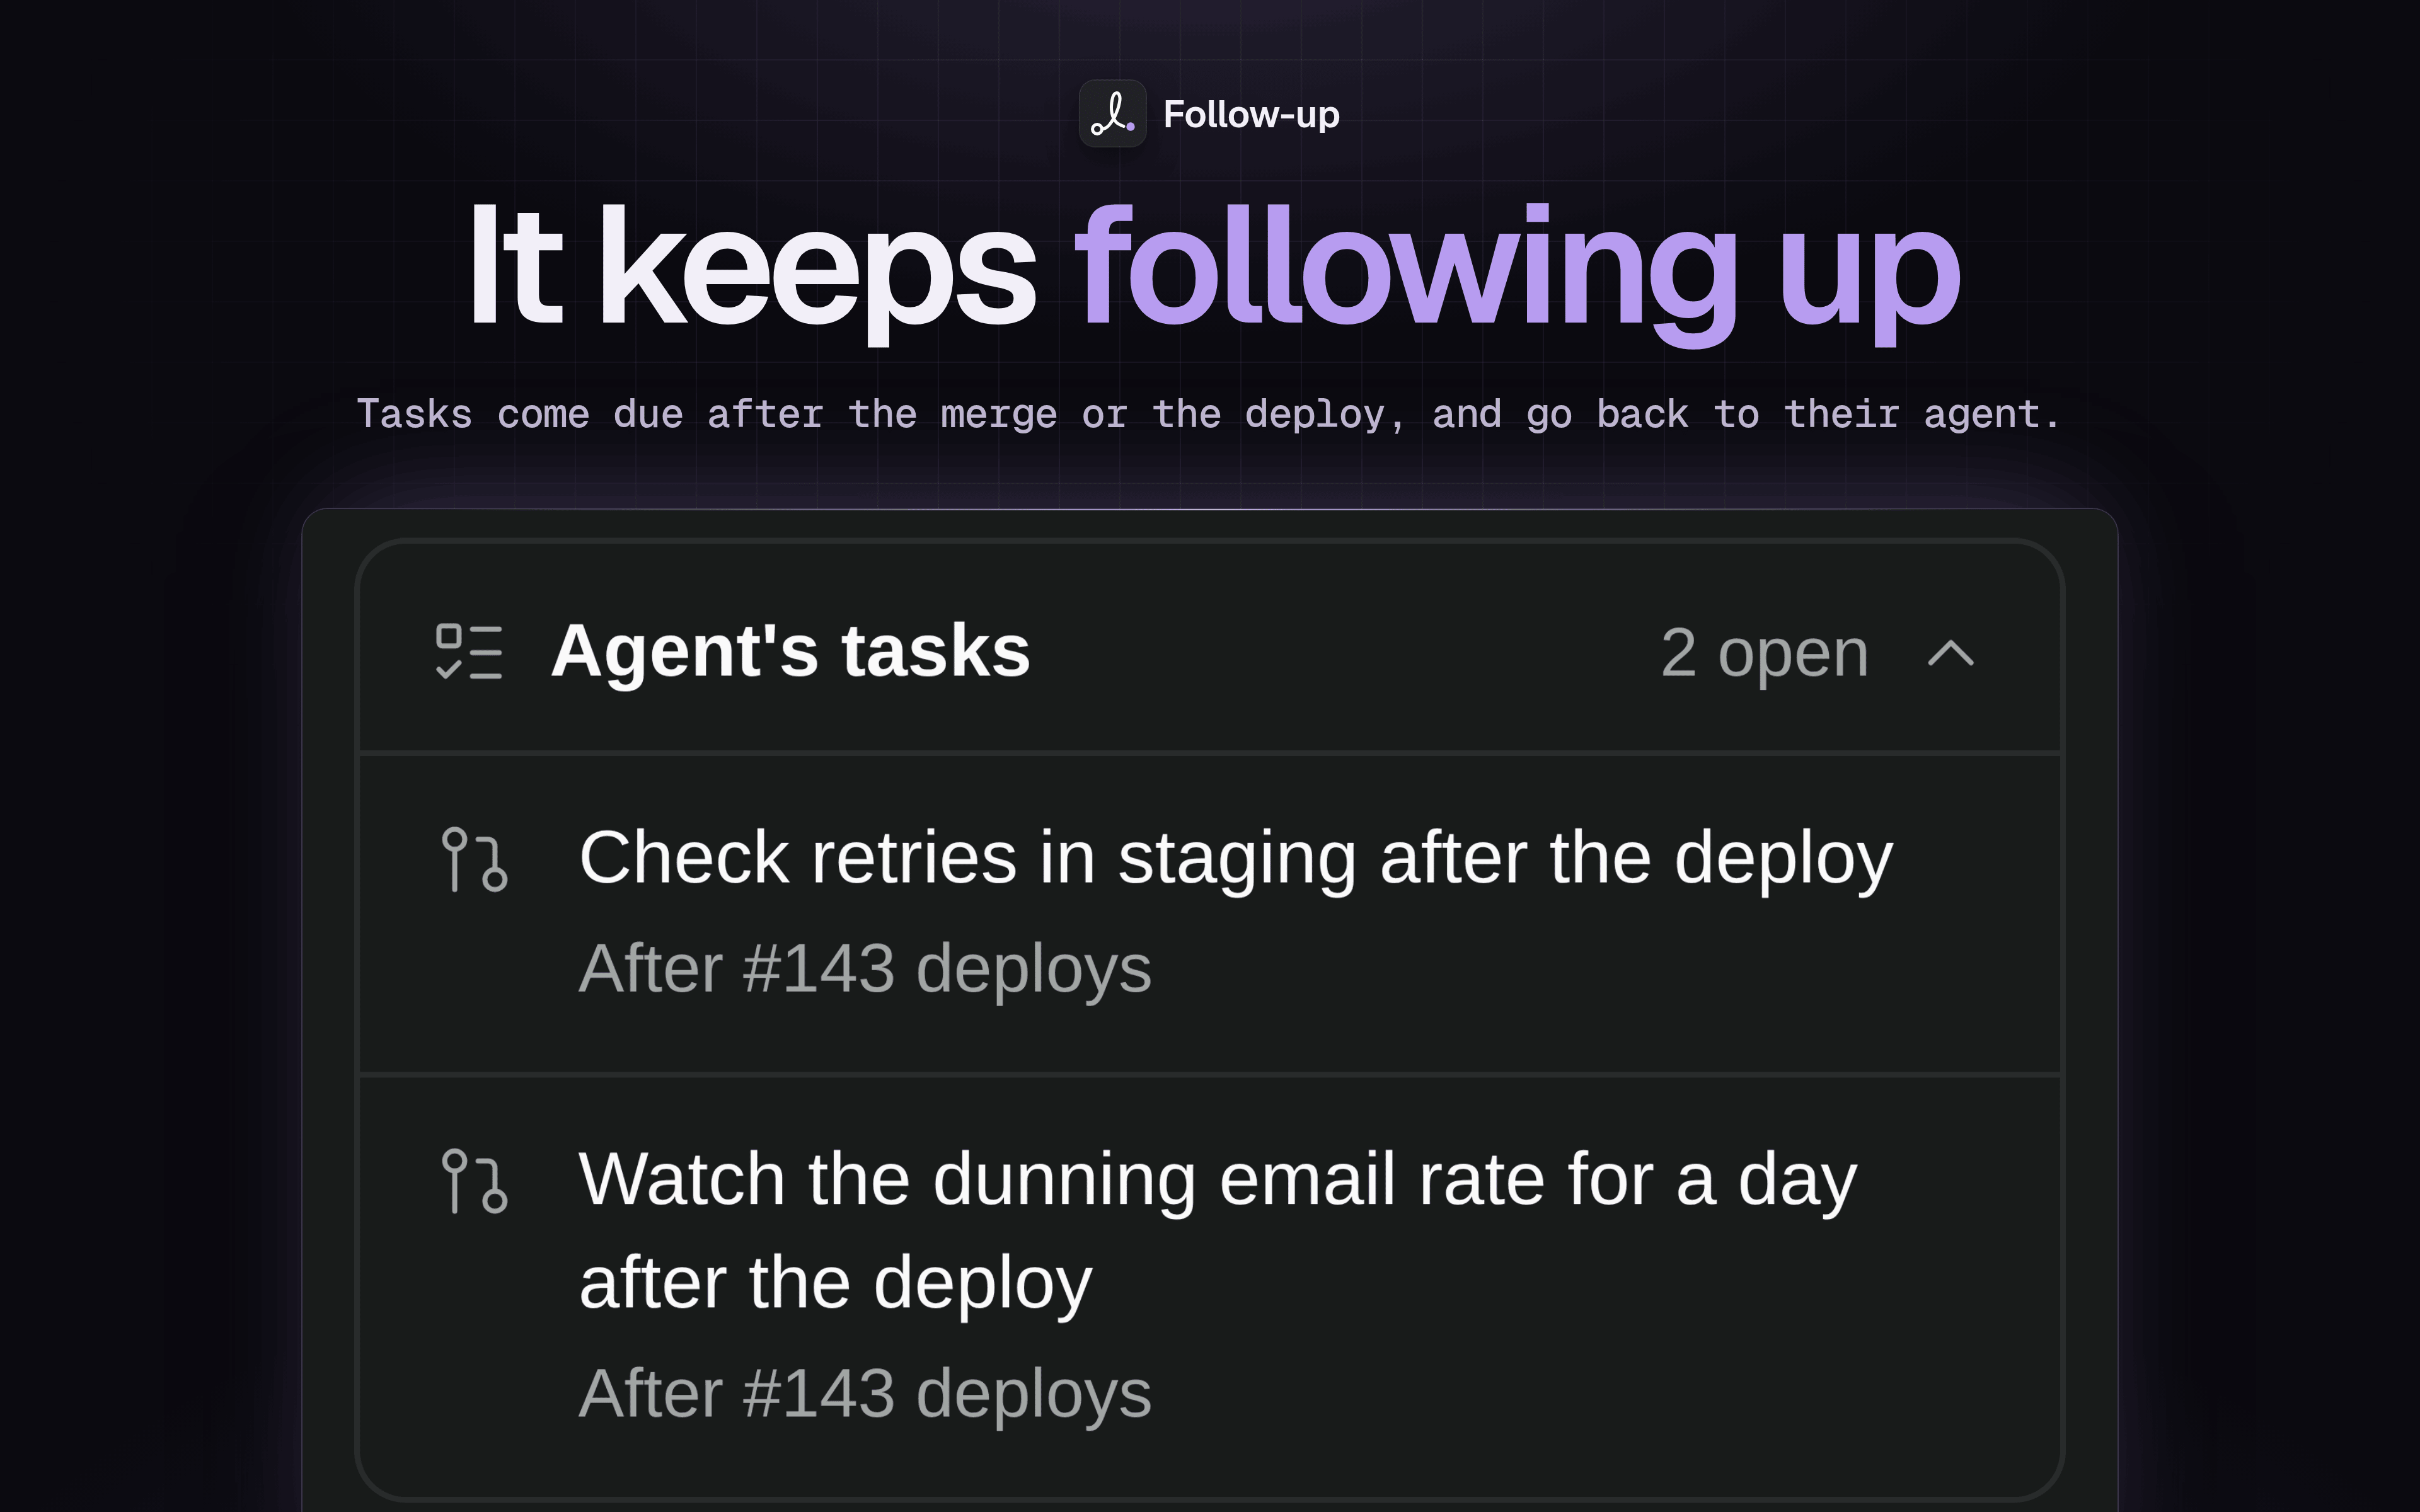 Follow-up
It keeps following up
Tasks come due after the merge or the deploy, and go back to their agent.
Agent's tasks
2 open
Check retries in staging after the deploy
After #143 deploys
Watch the dunning email rate for a day
after the deploy
After #143 deploys